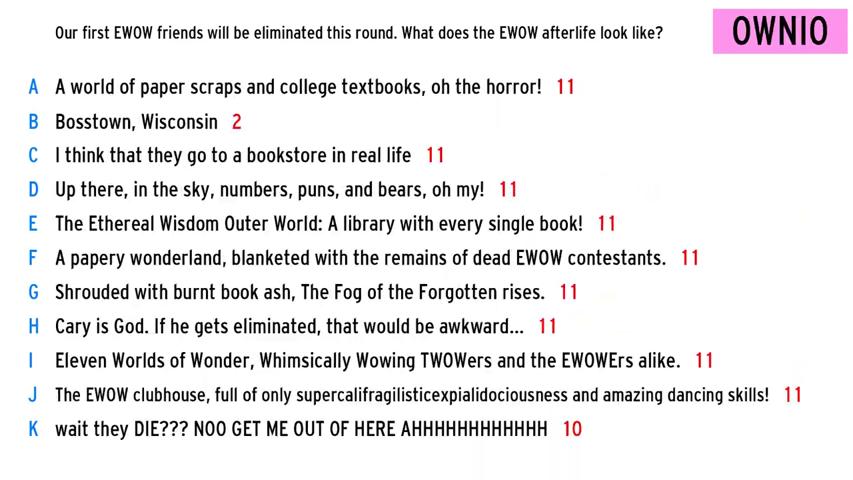 Our first EWOW friends will be eliminated this round. What does the EWOW afterlife look like?
OWNIO
A A world of paper scraps and college textbooks, oh the horror! 11
B Bosstown, Wisconsin 2
C I think that they go to a bookstore in real life 11
D Up there, in the sky, numbers, puns, and bears, oh my! 11
E The Ethereal Wisdom Outer World: A library with every single book! 11
F A papery wonderland, blanketed with the remains of dead EWOW contestants. 11
G Shrouded with burnt book ash, The Fog of the Forgotten rises. 11
H Cary is God. If he gets eliminated, that would be awkward... 11
I Eleven Worlds of Wonder, Whimsically Wowing TWOWers and the EWOWErs alike. 11
J The EWOW clubhouse, full of only supercalifragilisticexpialidociousness and amazing dancing skills! 11
K wait they DIE??? NOO GET ME OUT OF HERE AHHHHHHHHHHHH 10